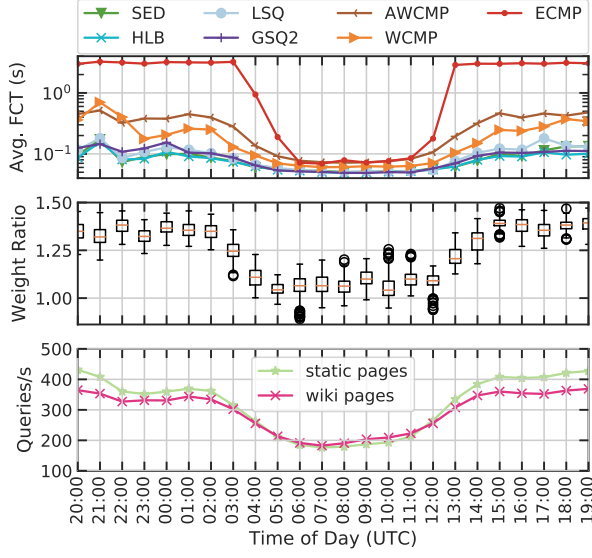 SED LSQ AWCMP ECMP
HLB GSQ2 WCMP
Avg. FCT (s)
10⁰
10⁻¹
Weight Ratio
1.50
1.25
1.00
Queries/s
500
400
300
200
100
static pages
wiki pages
20:00 21:00 22:00 23:00 00:00 01:00 02:00 03:00 04:00 05:00 06:00 07:00 08:00 09:00 10:00 11:00 12:00 13:00 14:00 15:00 16:00 17:00 18:00 19:00
Time of Day (UTC)